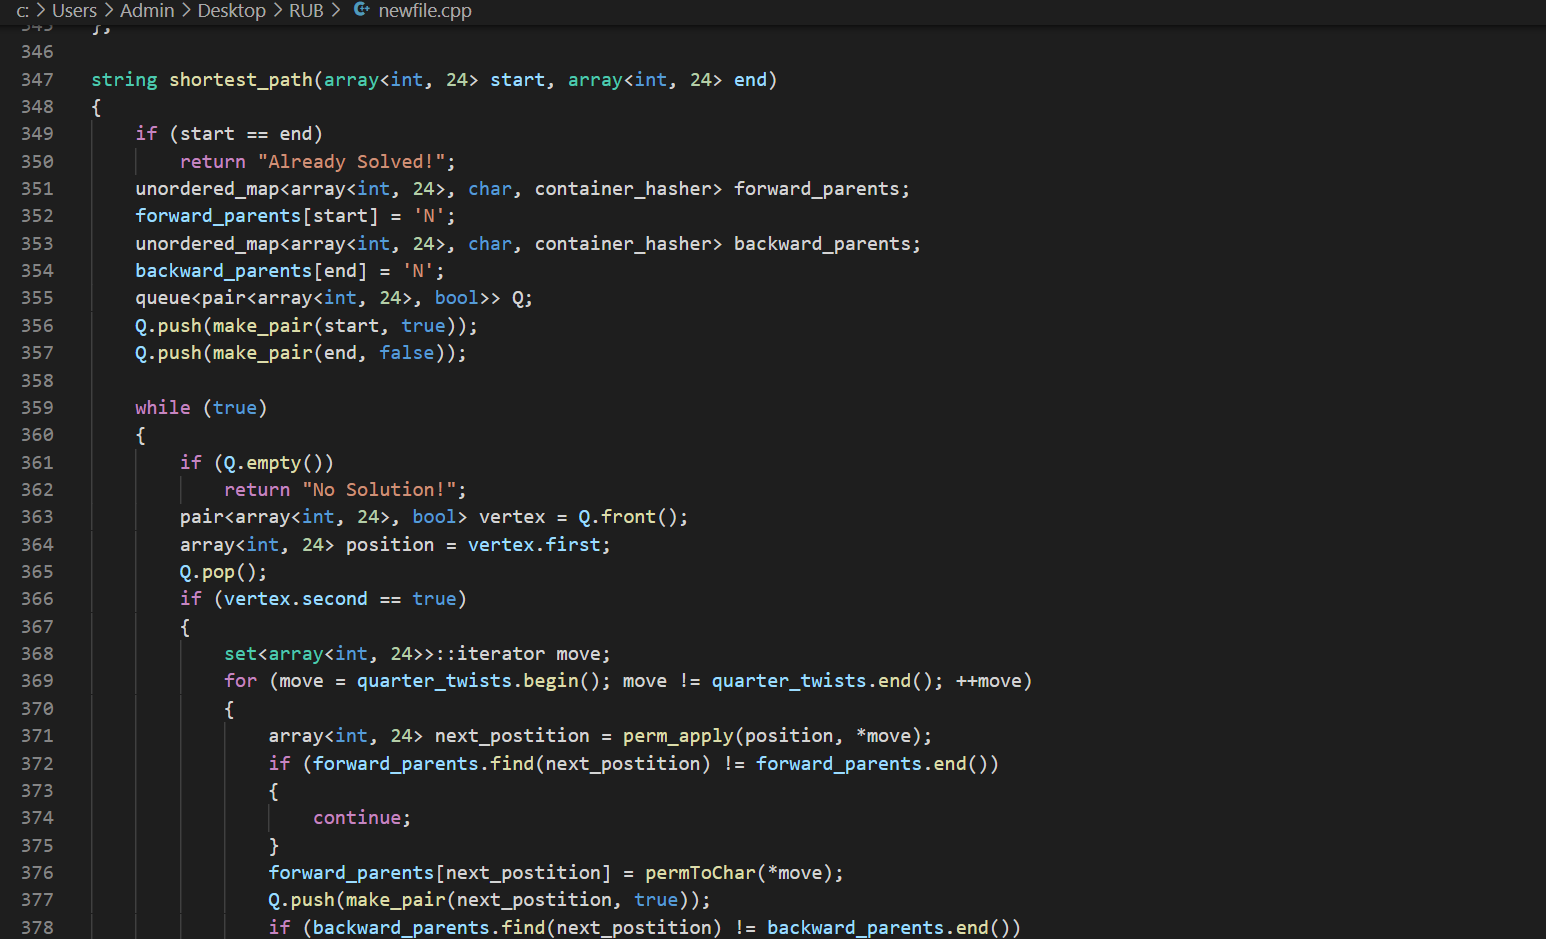 c: > Users > Admin > Desktop > RUB > newfile.cpp
345 };
346
347 string shortest_path(array<int, 24> start, array<int, 24> end)
348 {
349     if (start == end)
350         return "Already Solved!";
351     unordered_map<array<int, 24>, char, container_hasher> forward_parents;
352     forward_parents[start] = 'N';
353     unordered_map<array<int, 24>, char, container_hasher> backward_parents;
354     backward_parents[end] = 'N';
355     queue<pair<array<int, 24>, bool>> Q;
356     Q.push(make_pair(start, true));
357     Q.push(make_pair(end, false));
358
359     while (true)
360     {
361         if (Q.empty())
362             return "No Solution!";
363         pair<array<int, 24>, bool> vertex = Q.front();
364         array<int, 24> position = vertex.first;
365         Q.pop();
366         if (vertex.second == true)
367         {
368             set<array<int, 24>>::iterator move;
369             for (move = quarter_twists.begin(); move != quarter_twists.end(); ++move)
370             {
371                 array<int, 24> next_postition = perm_apply(position, *move);
372                 if (forward_parents.find(next_postition) != forward_parents.end())
373                 {
374                     continue;
375                 }
376                 forward_parents[next_postition] = permToChar(*move);
377                 Q.push(make_pair(next_postition, true));
378                 if (backward_parents.find(next_postition) != backward_parents.end())